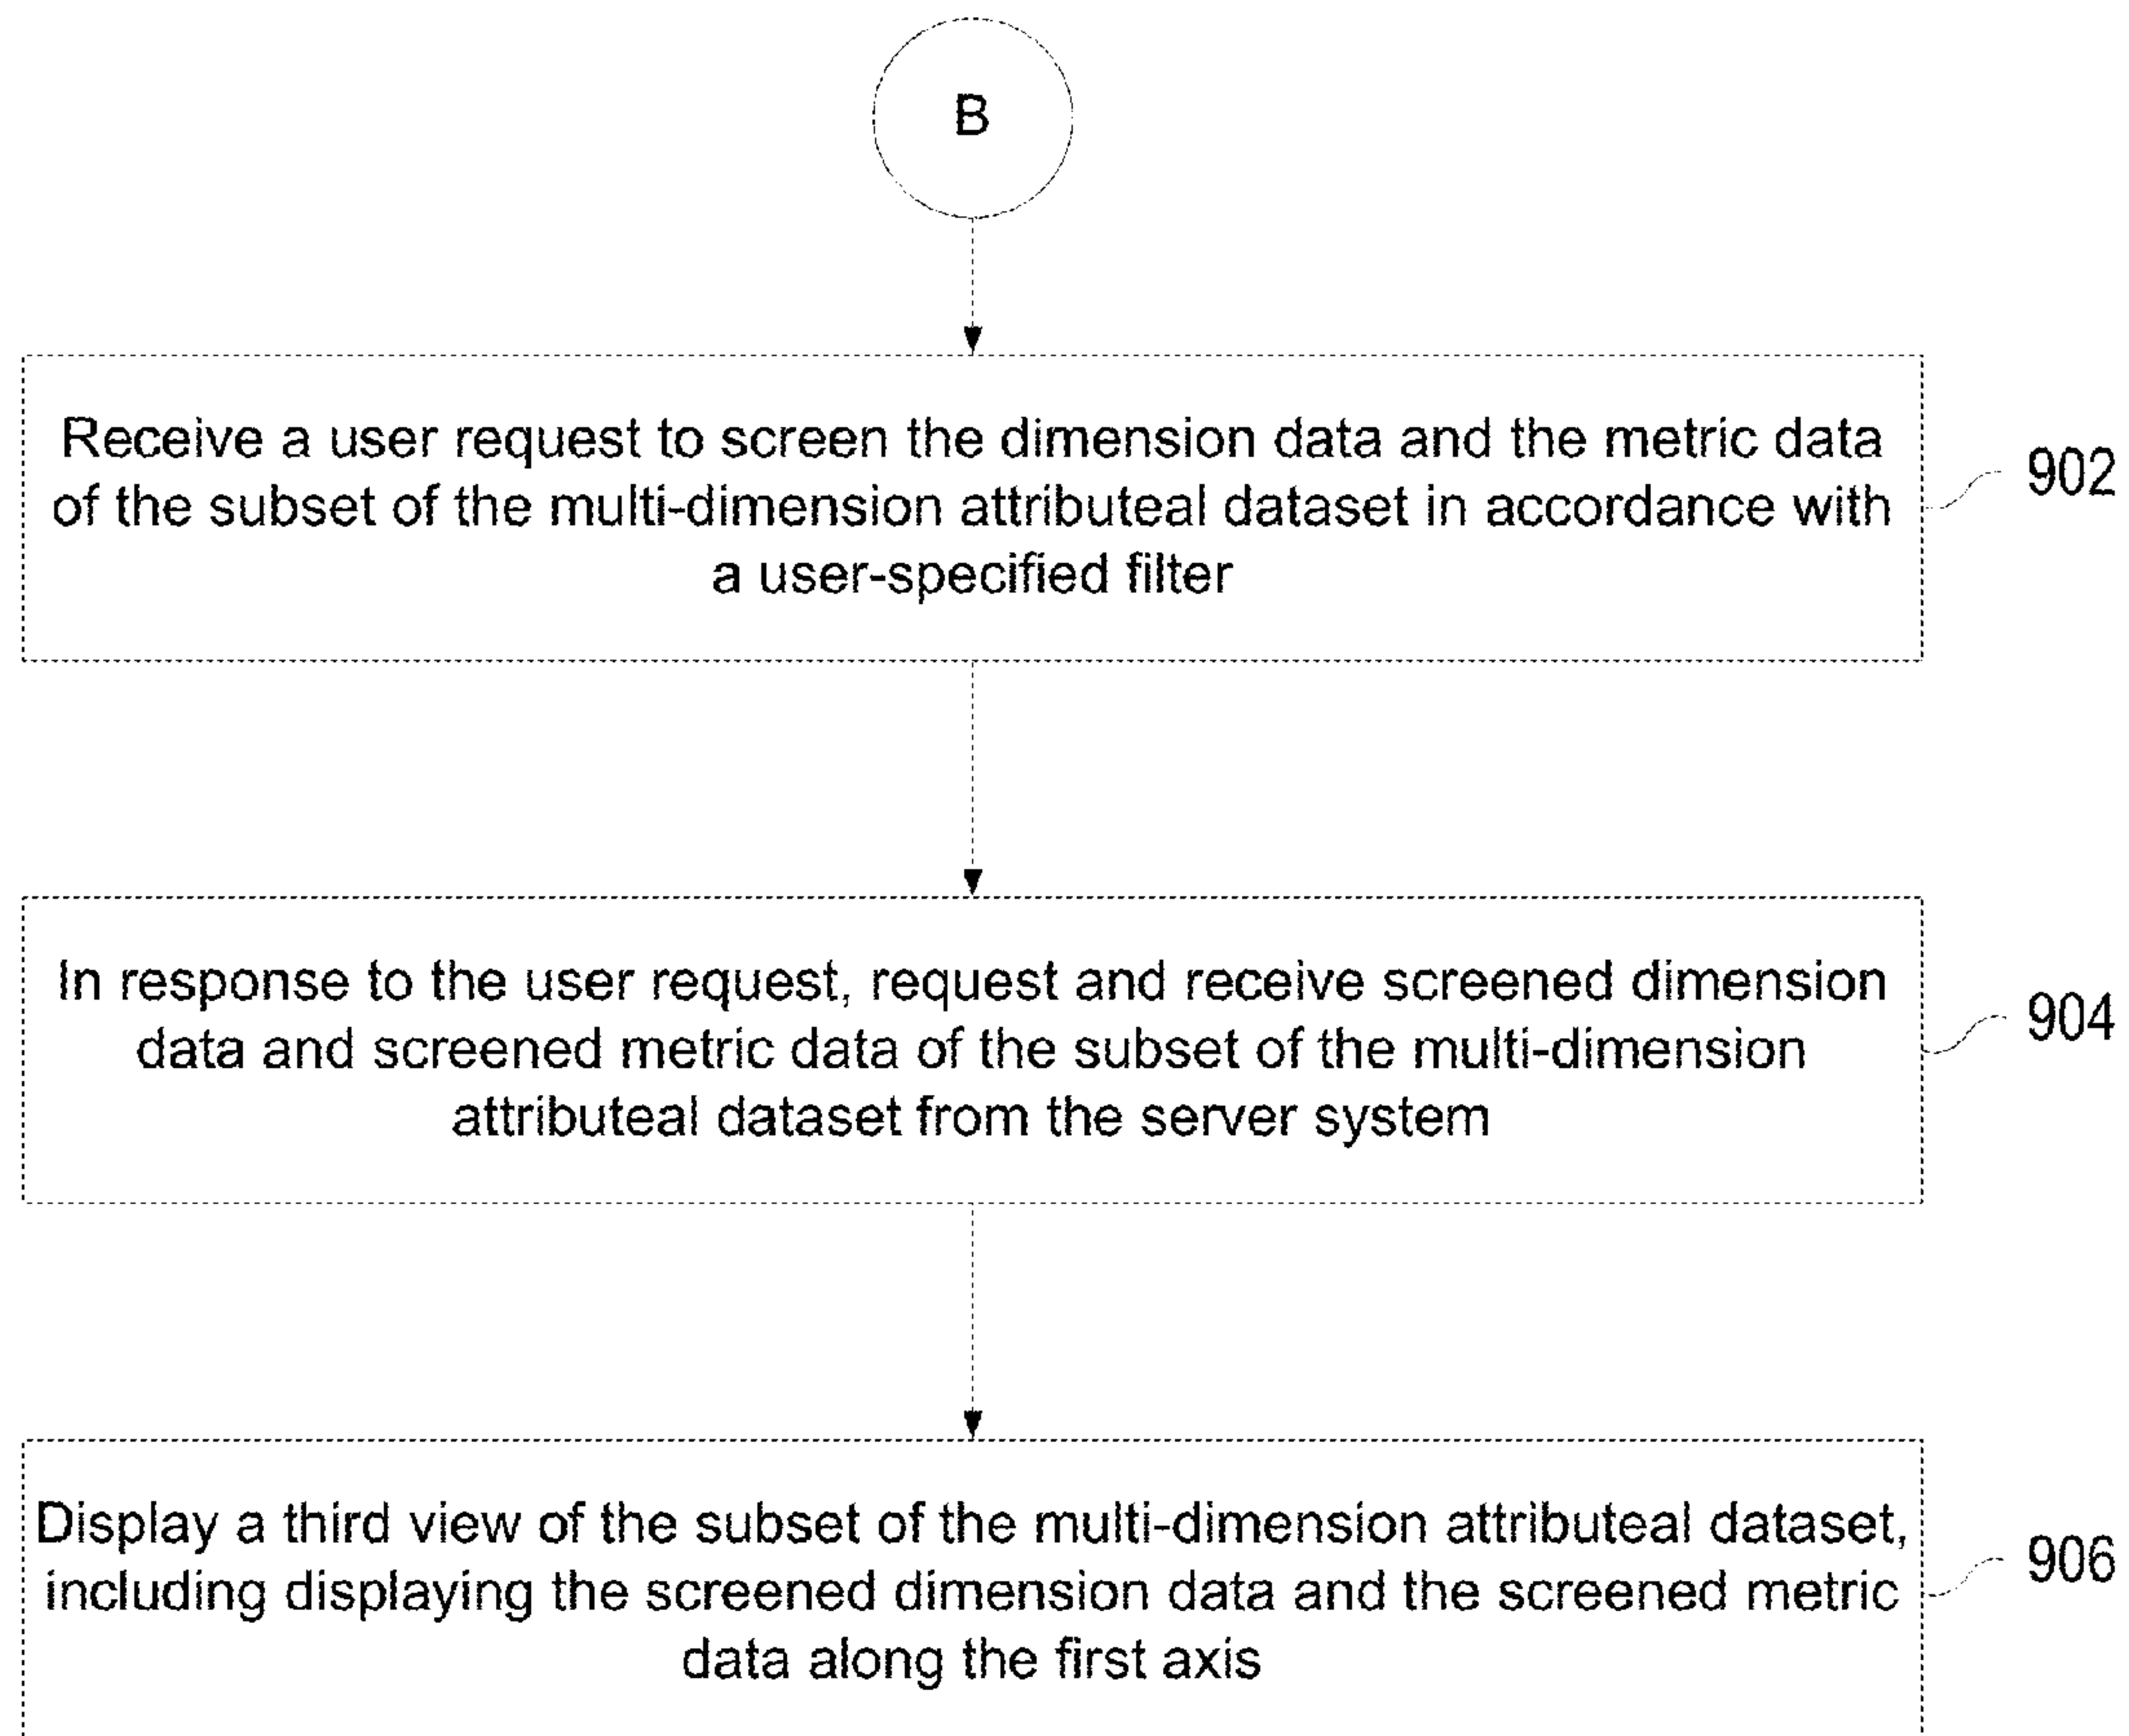 B
Receive a user request to screen the dimension data and the metric data
of the subset of the multi-dimension attributeal dataset in accordance with
a user-specified filter
902
In response to the user request, request and receive screened dimension
data and screened metric data of the subset of the multi-dimension
attributeal dataset from the server system
904
Display a third view of the subset of the multi-dimension attributeal dataset,
including displaying the screened dimension data and the screened metric
data along the first axis
906